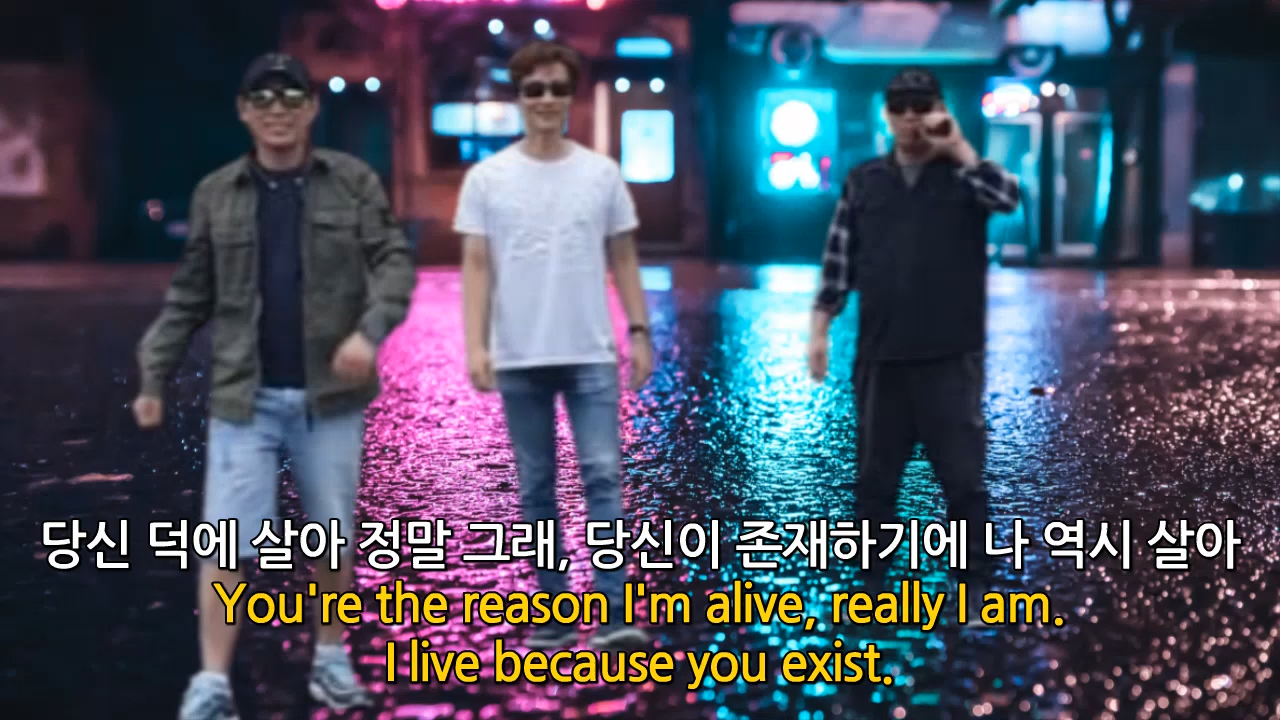 당신 덕에 살아 정말 그래, 당신이 존재하기에 나 역시 살아
You're the reason I'm alive, really I am.
I live because you exist.